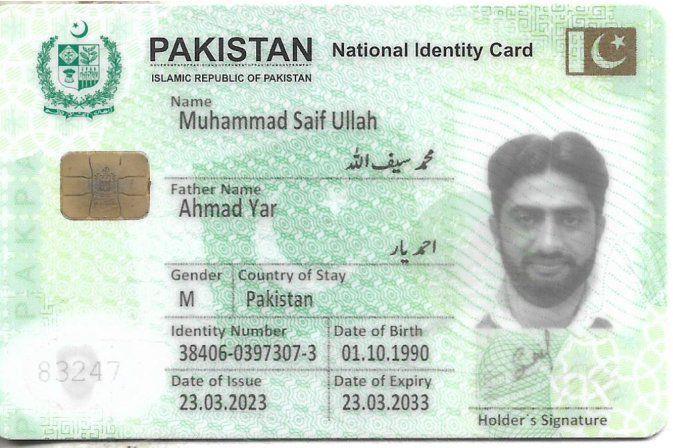 PAKISTAN National Identity Card
ISLAMIC REPUBLIC OF PAKISTAN
Name
Muhammad Saif Ullah
محمد سیف اللہ
Father Name
Ahmad Yar
احمد یار
Gender Country of Stay
M Pakistan
Identity Number Date of Birth
38406-0397307-3 01.10.1990
Date of Issue Date of Expiry
23.03.2023 23.03.2033
83247
Holder's Signature